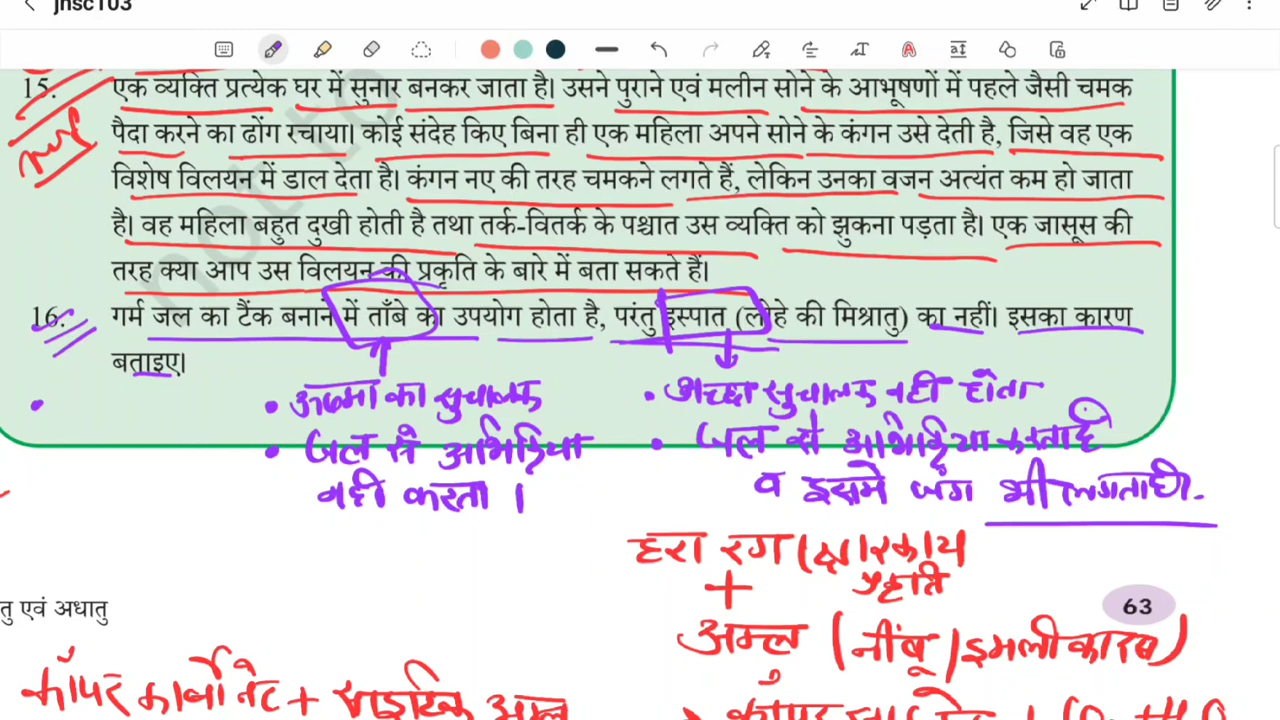 jhsc103
15. एक व्यक्ति प्रत्येक घर में सुनार बनकर जाता है। उसने पुराने एवं मलीन सोने के आभूषणों में पहले जैसी चमक
पैदा करने का ढोंग रचाया। कोई संदेह किए बिना ही एक महिला अपने सोने के कंगन उसे देती है, जिसे वह एक
विशेष विलयन में डाल देता है। कंगन नए की तरह चमकने लगते हैं, लेकिन उनका वजन अत्यंत कम हो जाता
है। वह महिला बहुत दुखी होती है तथा तर्क-वितर्क के पश्चात उस व्यक्ति को झुकना पड़ता है। एक जासूस की
तरह क्या आप उस विलयन की प्रकृति के बारे में बता सकते हैं।
16. गर्म जल का टैंक बनाने में ताँबे का उपयोग होता है, परंतु इस्पात (लोहे की मिश्रातु) का नहीं। इसका कारण
बताइए।
• ऊष्मा का सुचालक • अच्छा सुचालक नही होता
• जल से अभिक्रिया • जल से अभिक्रिया करता है
नही करता। व इसमे जंग भी लगता है।
हरा रंग (क्षारकीय
+ प्रकृति
तु एवं अधातु 63
अम्ल (नींबू/इमली का रस)
कॉपर कार्बोनेट + साइट्रिक अम्ल